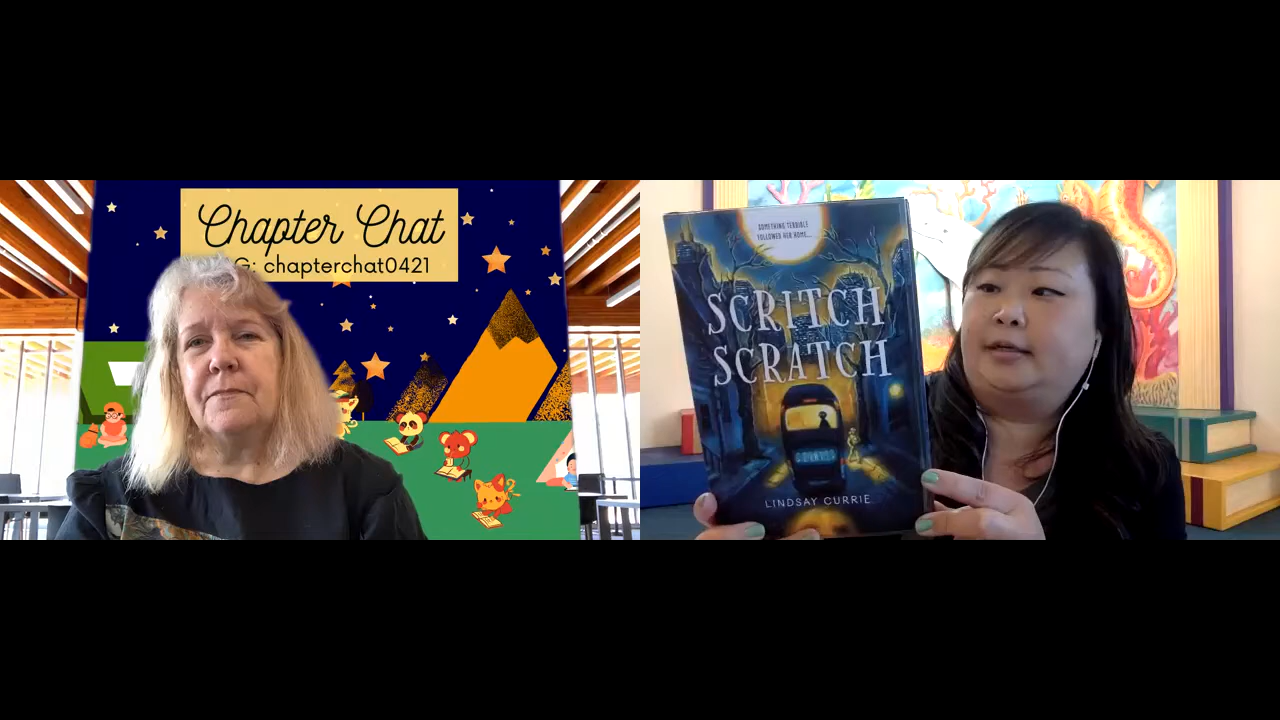 Chapter Chat
G: chapterchat0421
SOMETHING TERRIBLE
FOLLOWED HER HOME...
SCRITCH
SCRATCH
LINDSAY CURRIE